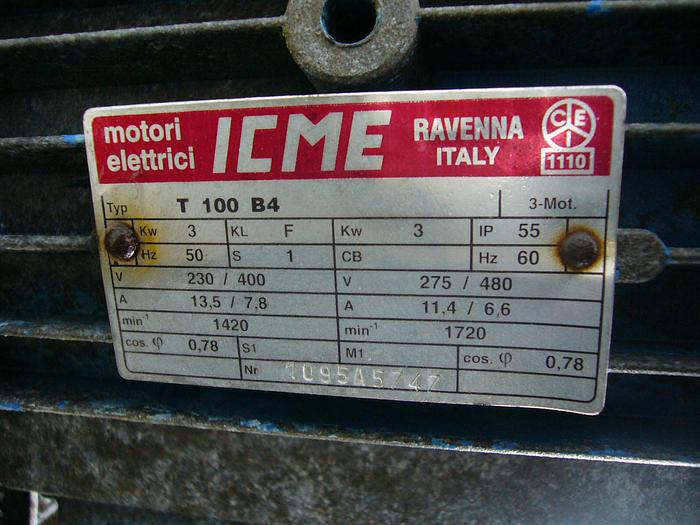 motori elettrici ICME RAVENNA ITALY CEI 1110
Typ T 100 B4 3-Mot.
Kw 3 KL F Kw 3 IP 55
Hz 50 S 1 CB Hz 60
V 230 / 400 V 275 / 480
A 13,5 / 7,8 A 11,4 / 6,6
min⁻¹ 1420 min⁻¹ 1720
cos. φ 0,78 S1 M1 cos. φ 0,78
Nr